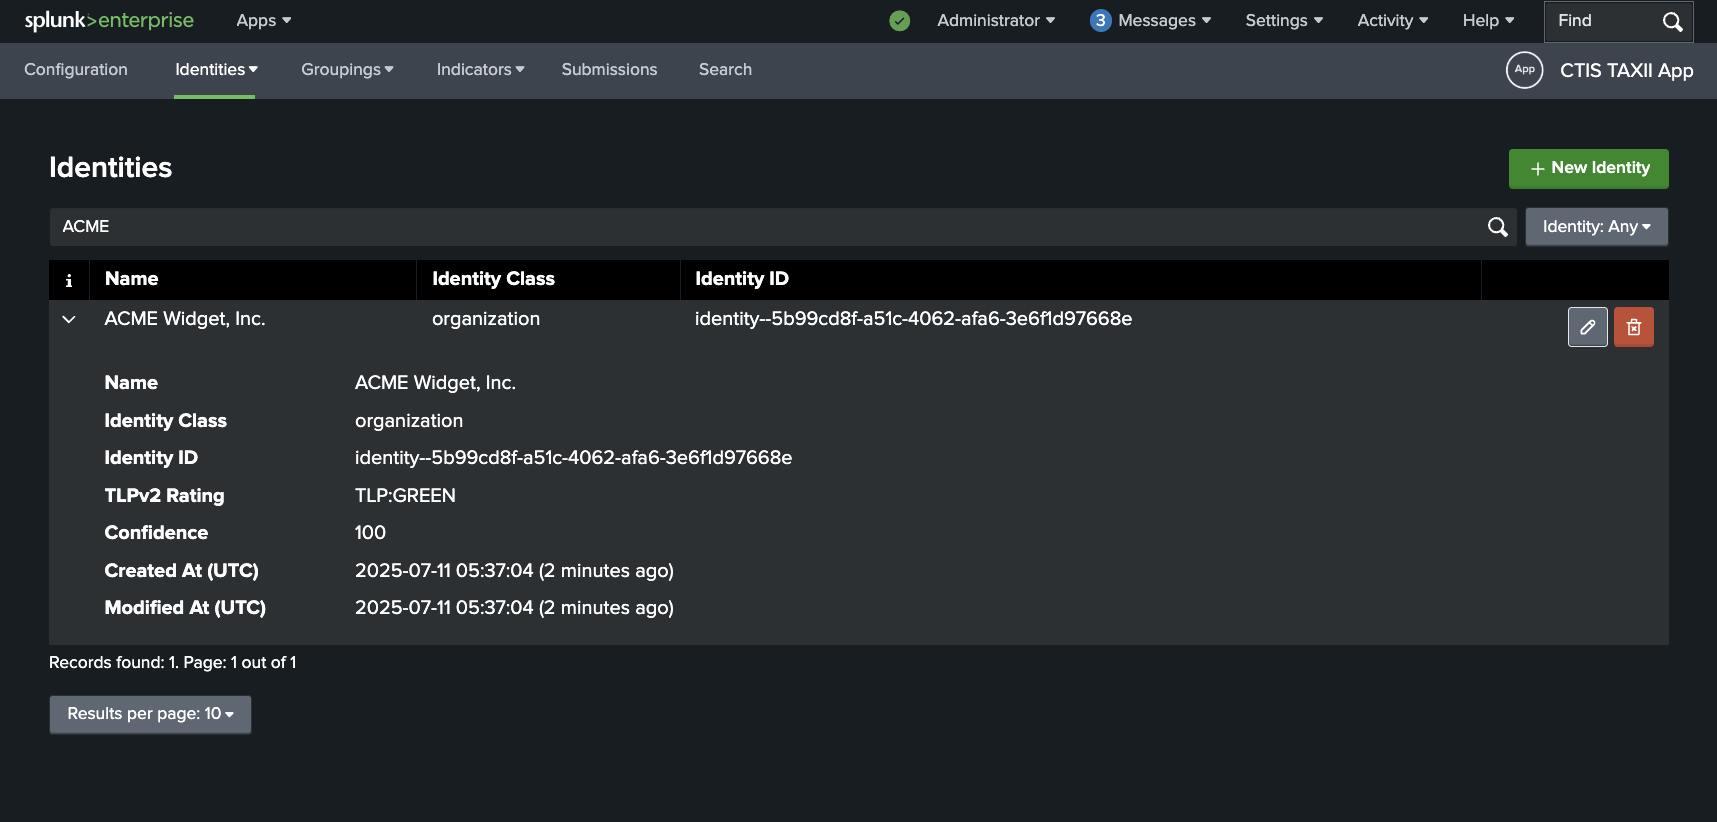 splunk>enterprise Apps Administrator 3 Messages Settings Activity Help Find
Configuration Identities Groupings Indicators Submissions Search App CTIS TAXII App
Identities
+ New Identity
ACME
Identity: Any
i Name Identity Class Identity ID
ACME Widget, Inc. organization identity--5b99cd8f-a51c-4062-afa6-3e6f1d97668e
Name ACME Widget, Inc.
Identity Class organization
Identity ID identity--5b99cd8f-a51c-4062-afa6-3e6f1d97668e
TLPv2 Rating TLP:GREEN
Confidence 100
Created At (UTC) 2025-07-11 05:37:04 (2 minutes ago)
Modified At (UTC) 2025-07-11 05:37:04 (2 minutes ago)
Records found: 1. Page: 1 out of 1
Results per page: 10